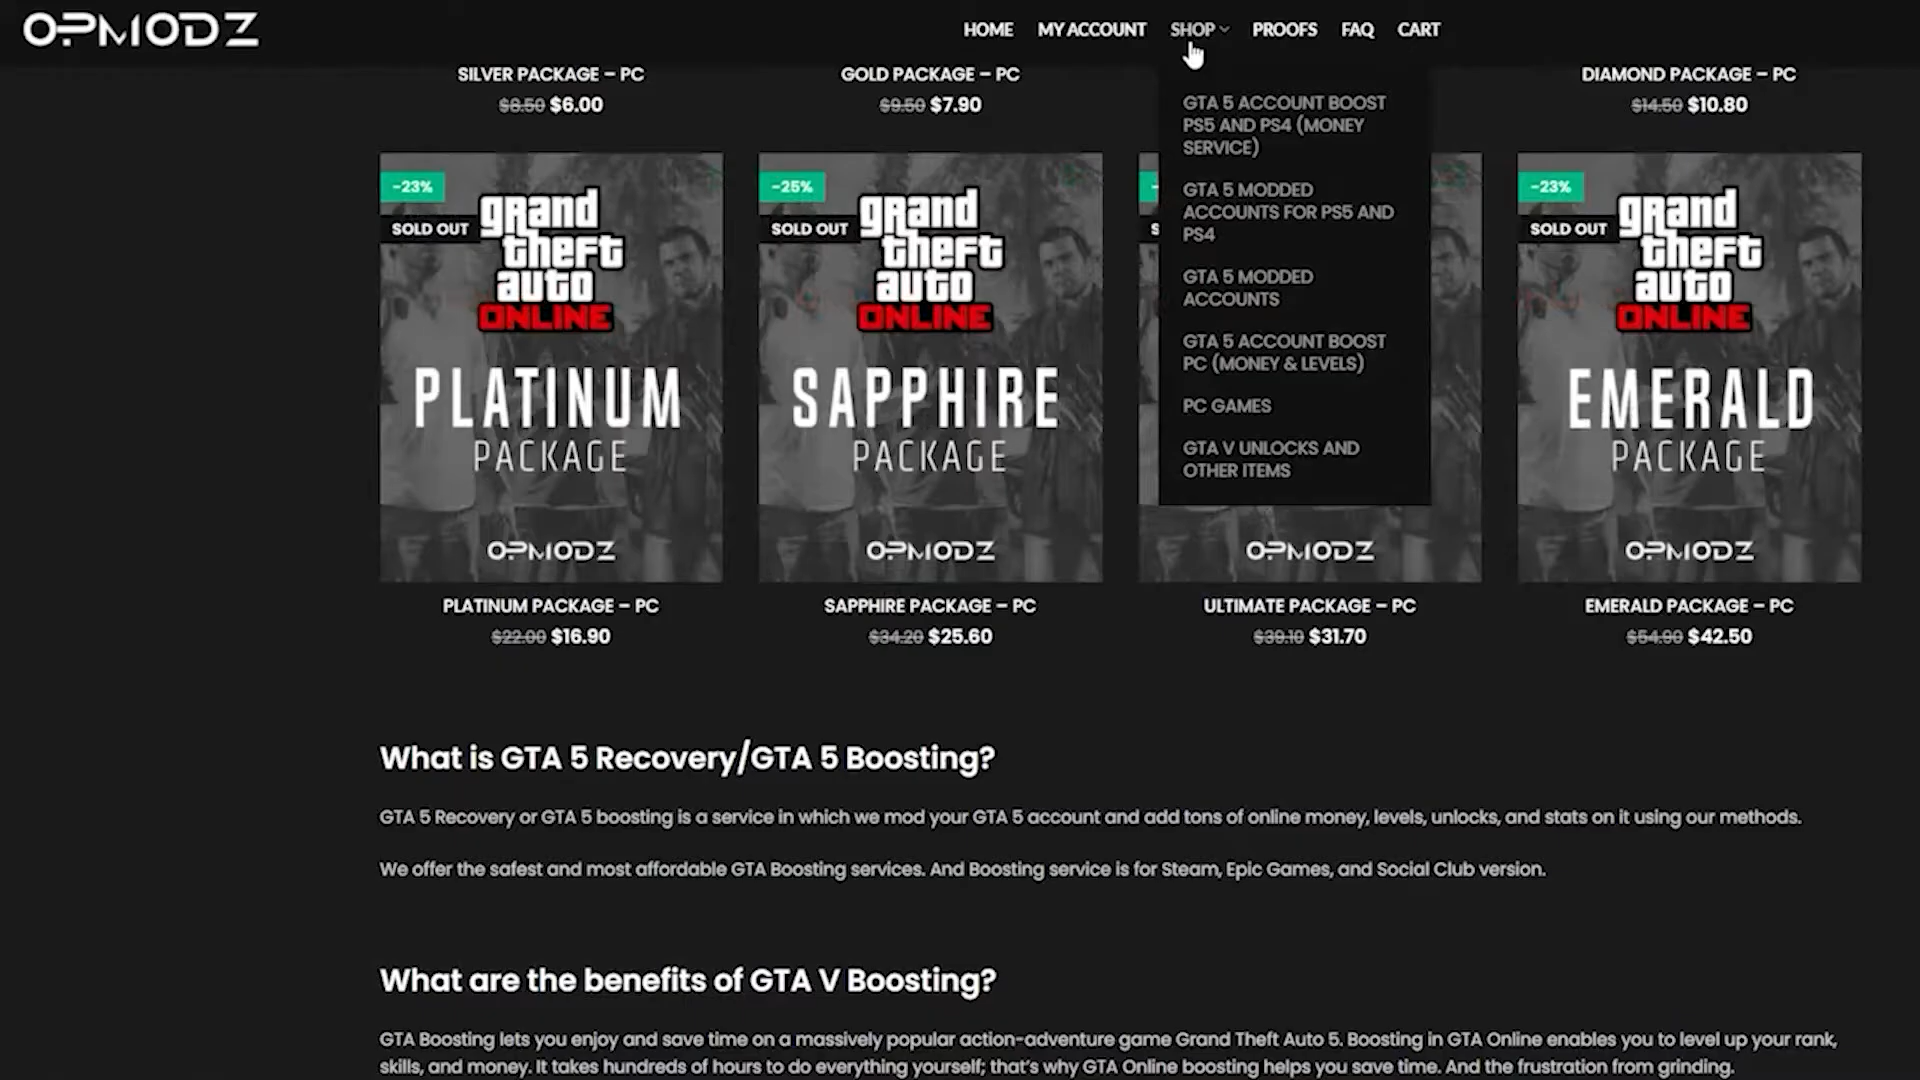 OPMODZ
HOME MY ACCOUNT SHOP PROOFS FAQ CART
SILVER PACKAGE – PC
$8.50 $6.00
GOLD PACKAGE – PC
$9.50 $7.90
DIAMOND PACKAGE – PC
$14.50 $10.80
GTA 5 ACCOUNT BOOST
PS5 AND PS4 (MONEY
SERVICE)
GTA 5 MODDED
ACCOUNTS FOR PS5 AND
PS4
GTA 5 MODDED
ACCOUNTS
GTA 5 ACCOUNT BOOST
PC (MONEY & LEVELS)
PC GAMES
GTA V UNLOCKS AND
OTHER ITEMS
-23%
SOLD OUT
grand
theft
auto
ONLINE
PLATINUM
PACKAGE
OPMODZ
PLATINUM PACKAGE – PC
$22.00 $16.90
-25%
SOLD OUT
grand
theft
auto
ONLINE
SAPPHIRE
PACKAGE
OPMODZ
SAPPHIRE PACKAGE – PC
$34.20 $25.60
OPMODZ
ULTIMATE PACKAGE – PC
$39.10 $31.70
-23%
SOLD OUT
grand
theft
auto
ONLINE
EMERALD
PACKAGE
OPMODZ
EMERALD PACKAGE – PC
$54.90 $42.50
What is GTA 5 Recovery/GTA 5 Boosting?
GTA 5 Recovery or GTA 5 boosting is a service in which we mod your GTA 5 account and add tons of online money, levels, unlocks, and stats on it using our methods.
We offer the safest and most affordable GTA Boosting services. And Boosting service is for Steam, Epic Games, and Social Club version.
What are the benefits of GTA V Boosting?
GTA Boosting lets you enjoy and save time on a massively popular action-adventure game Grand Theft Auto 5. Boosting in GTA Online enables you to level up your rank,
skills, and money. It takes hundreds of hours to do everything yourself; that's why GTA Online boosting helps you save time. And the frustration from grinding.